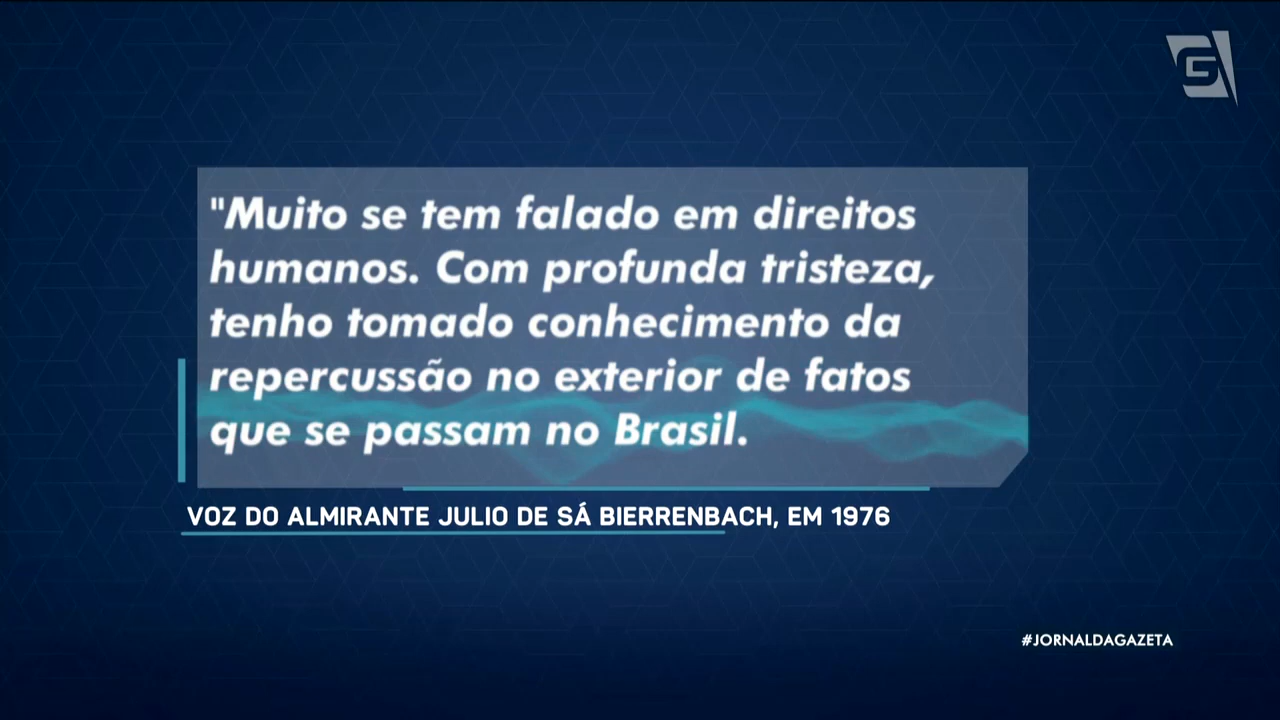 "Muito se tem falado em direitos
humanos. Com profunda tristeza,
tenho tomado conhecimento da
repercussão no exterior de fatos
que se passam no Brasil.
VOZ DO ALMIRANTE JULIO DE SÁ BIERRENBACH, EM 1976
#JORNALDAGAZETA